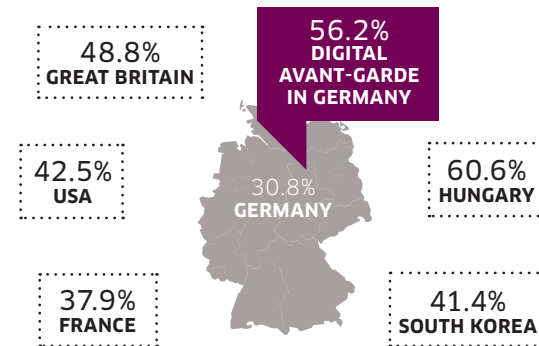 48.8%
GREAT BRITAIN
56.2%
DIGITAL
AVANT-GARDE
IN GERMANY
42.5%
USA
30.8%
GERMANY
60.6%
HUNGARY
37.9%
FRANCE
41.4%
SOUTH KOREA